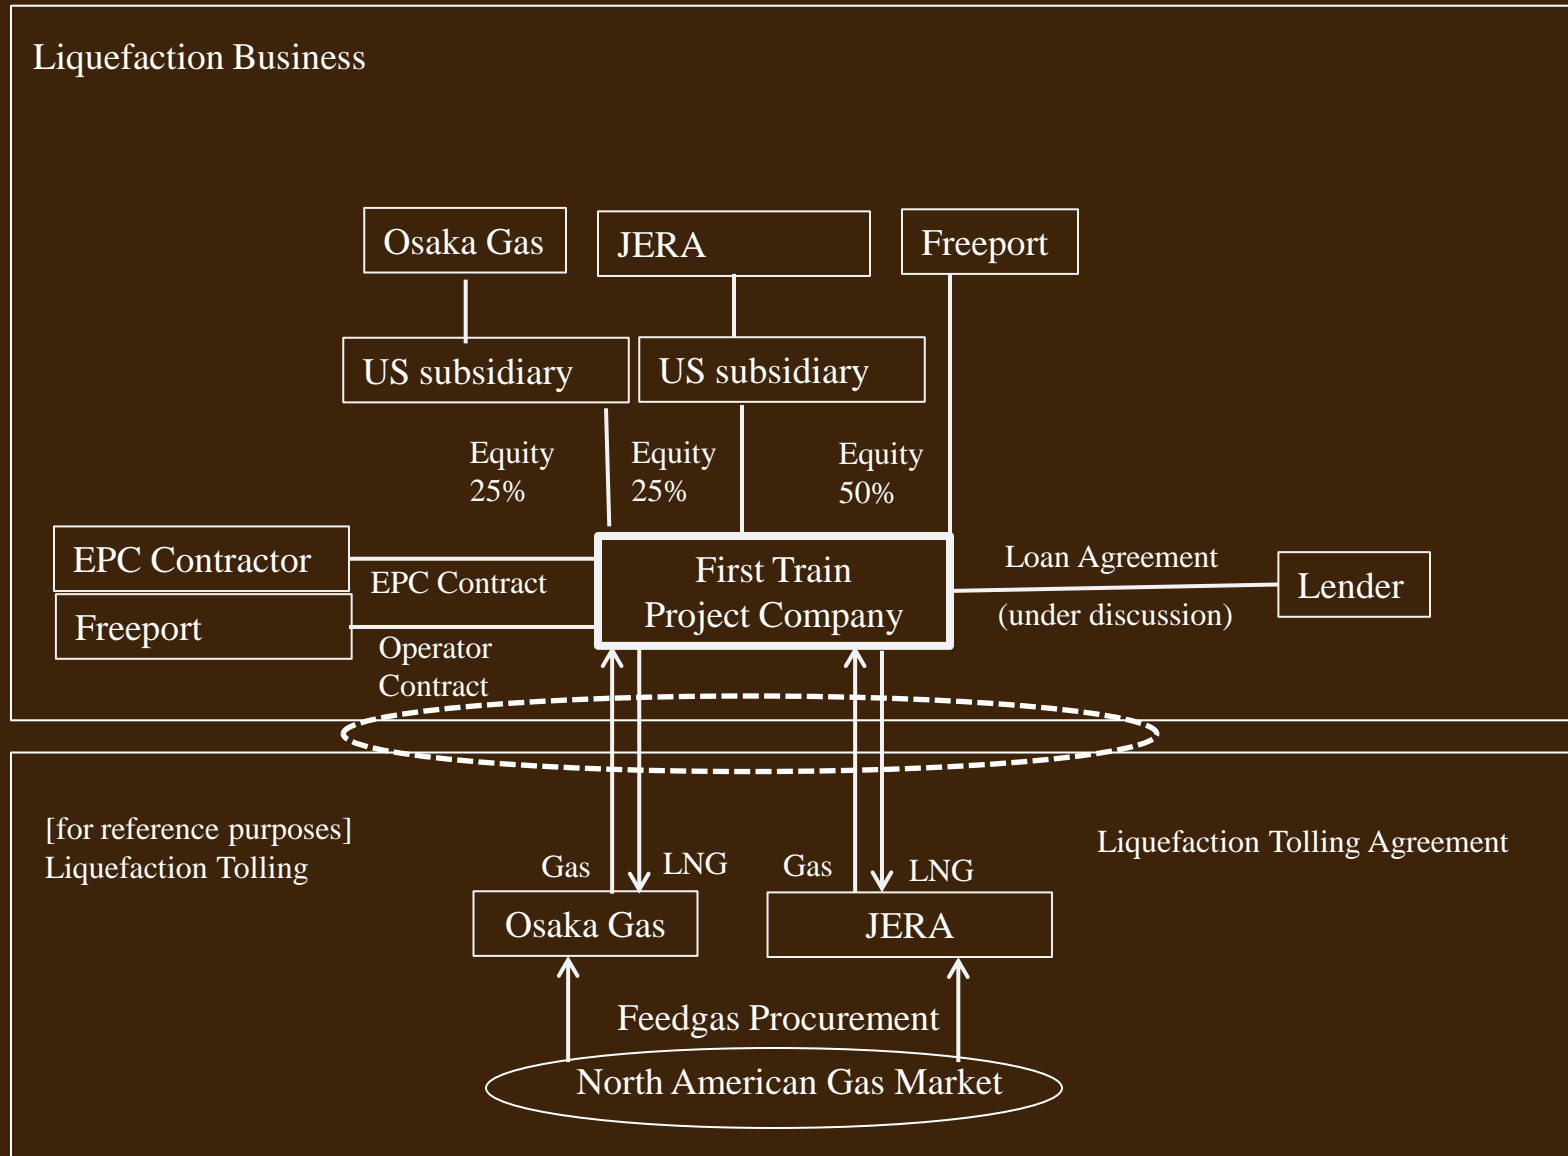 Liquefaction Business
Osaka Gas
JERA
Freeport
US subsidiary
US subsidiary
Equity
25%
Equity
25%
Equity
50%
EPC Contractor
EPC Contract
Freeport
Operator
Contract
First Train
Project Company
Loan Agreement
(under discussion)
Lender
[for reference purposes]
Liquefaction Tolling
Liquefaction Tolling Agreement
Gas
LNG
Gas
LNG
Osaka Gas
JERA
Feedgas Procurement
North American Gas Market